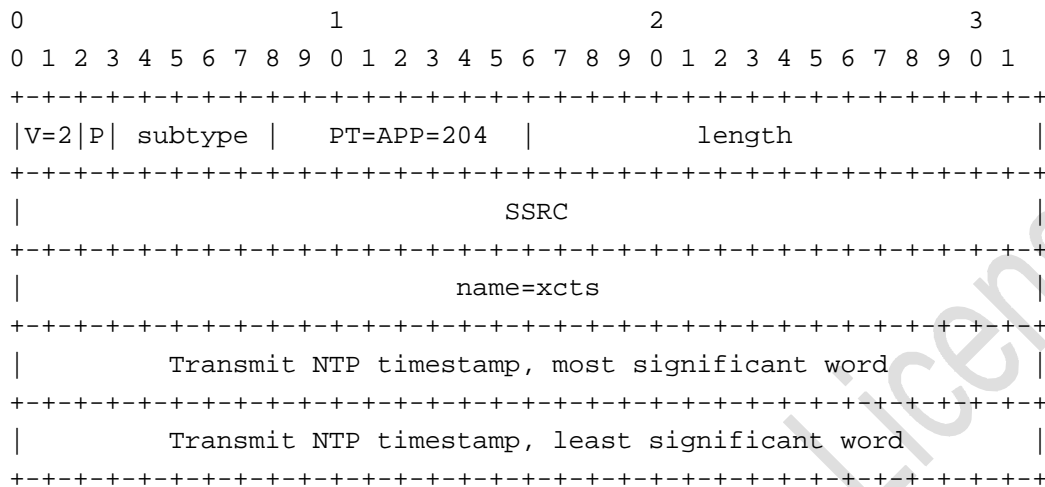 0                   1                   2                   3
0 1 2 3 4 5 6 7 8 9 0 1 2 3 4 5 6 7 8 9 0 1 2 3 4 5 6 7 8 9 0 1
+-+-+-+-+-+-+-+-+-+-+-+-+-+-+-+-+-+-+-+-+-+-+-+-+-+-+-+-+-+-+-+-+
|V=2|P| subtype |   PT=APP=204  |          length               |
+-+-+-+-+-+-+-+-+-+-+-+-+-+-+-+-+-+-+-+-+-+-+-+-+-+-+-+-+-+-+-+-+
|                              SSRC                             |
+-+-+-+-+-+-+-+-+-+-+-+-+-+-+-+-+-+-+-+-+-+-+-+-+-+-+-+-+-+-+-+-+
|                           name=xcts                           |
+-+-+-+-+-+-+-+-+-+-+-+-+-+-+-+-+-+-+-+-+-+-+-+-+-+-+-+-+-+-+-+-+
|         Transmit NTP timestamp, most significant word         |
+-+-+-+-+-+-+-+-+-+-+-+-+-+-+-+-+-+-+-+-+-+-+-+-+-+-+-+-+-+-+-+-+
|         Transmit NTP timestamp, least significant word        |
+-+-+-+-+-+-+-+-+-+-+-+-+-+-+-+-+-+-+-+-+-+-+-+-+-+-+-+-+-+-+-+-+